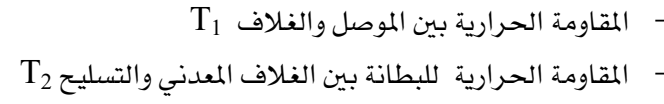 - المقاومة الحرارية بين الموصل والغلاف T₁
- المقاومة الحرارية للبطانة بين الغلاف المعدني والتسليح T₂